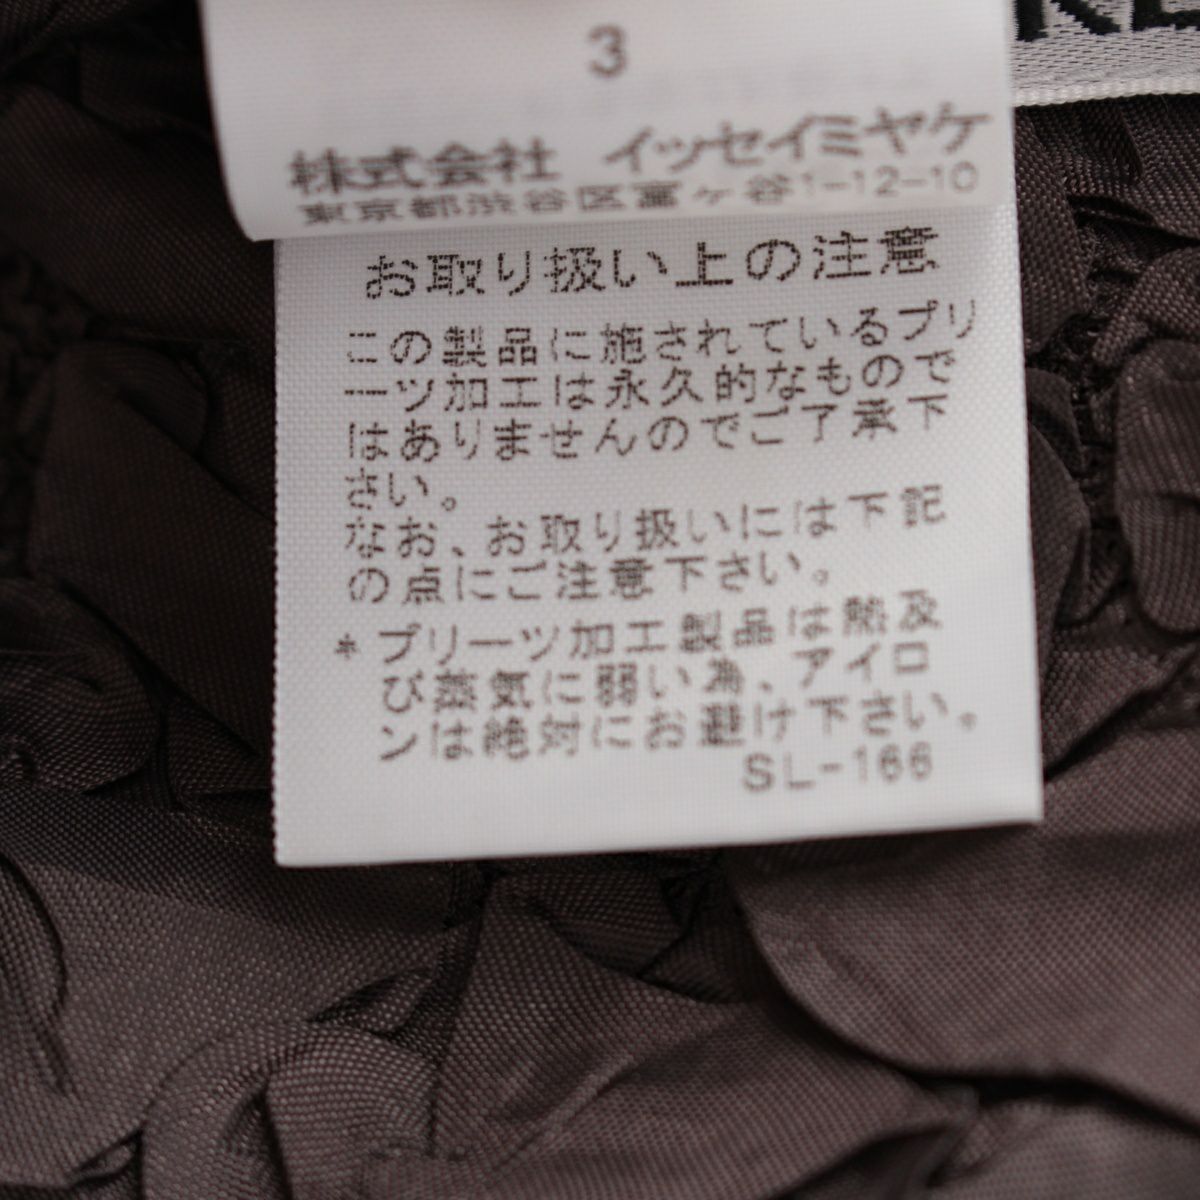 3
株式会社 イッセイミヤケ
東京都渋谷区富ヶ谷1-12-10
お取り扱い上の注意
この製品に施されているプリ
ーツ加工は永久的なもので
はありませんのでご了承下
さい。
なお、お取り扱いには下記
の点にご注意下さい。
* プリーツ加工製品は熱及
び蒸気に弱い為、アイロ
ンは絶対にお避け下さい。
SL-166